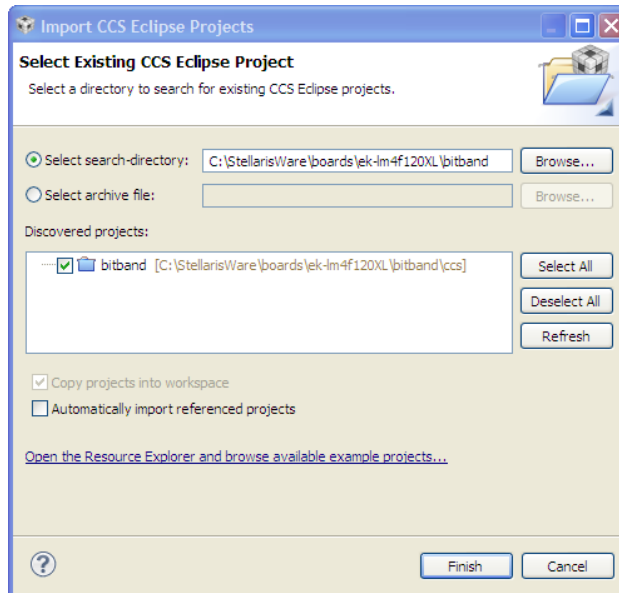 Import CCS Eclipse Projects
Select Existing CCS Eclipse Project
Select a directory to search for existing CCS Eclipse projects.
Select search-directory: C:\StellarisWare\boards\ek-lm4f120XL\bitband Browse...
Select archive file: Browse...
Discovered projects:
bitband [C:\StellarisWare\boards\ek-lm4f120XL\bitband\ccs]
Select All
Deselect All
Refresh
Copy projects into workspace
Automatically import referenced projects
Open the Resource Explorer and browse available example projects...
? Finish Cancel